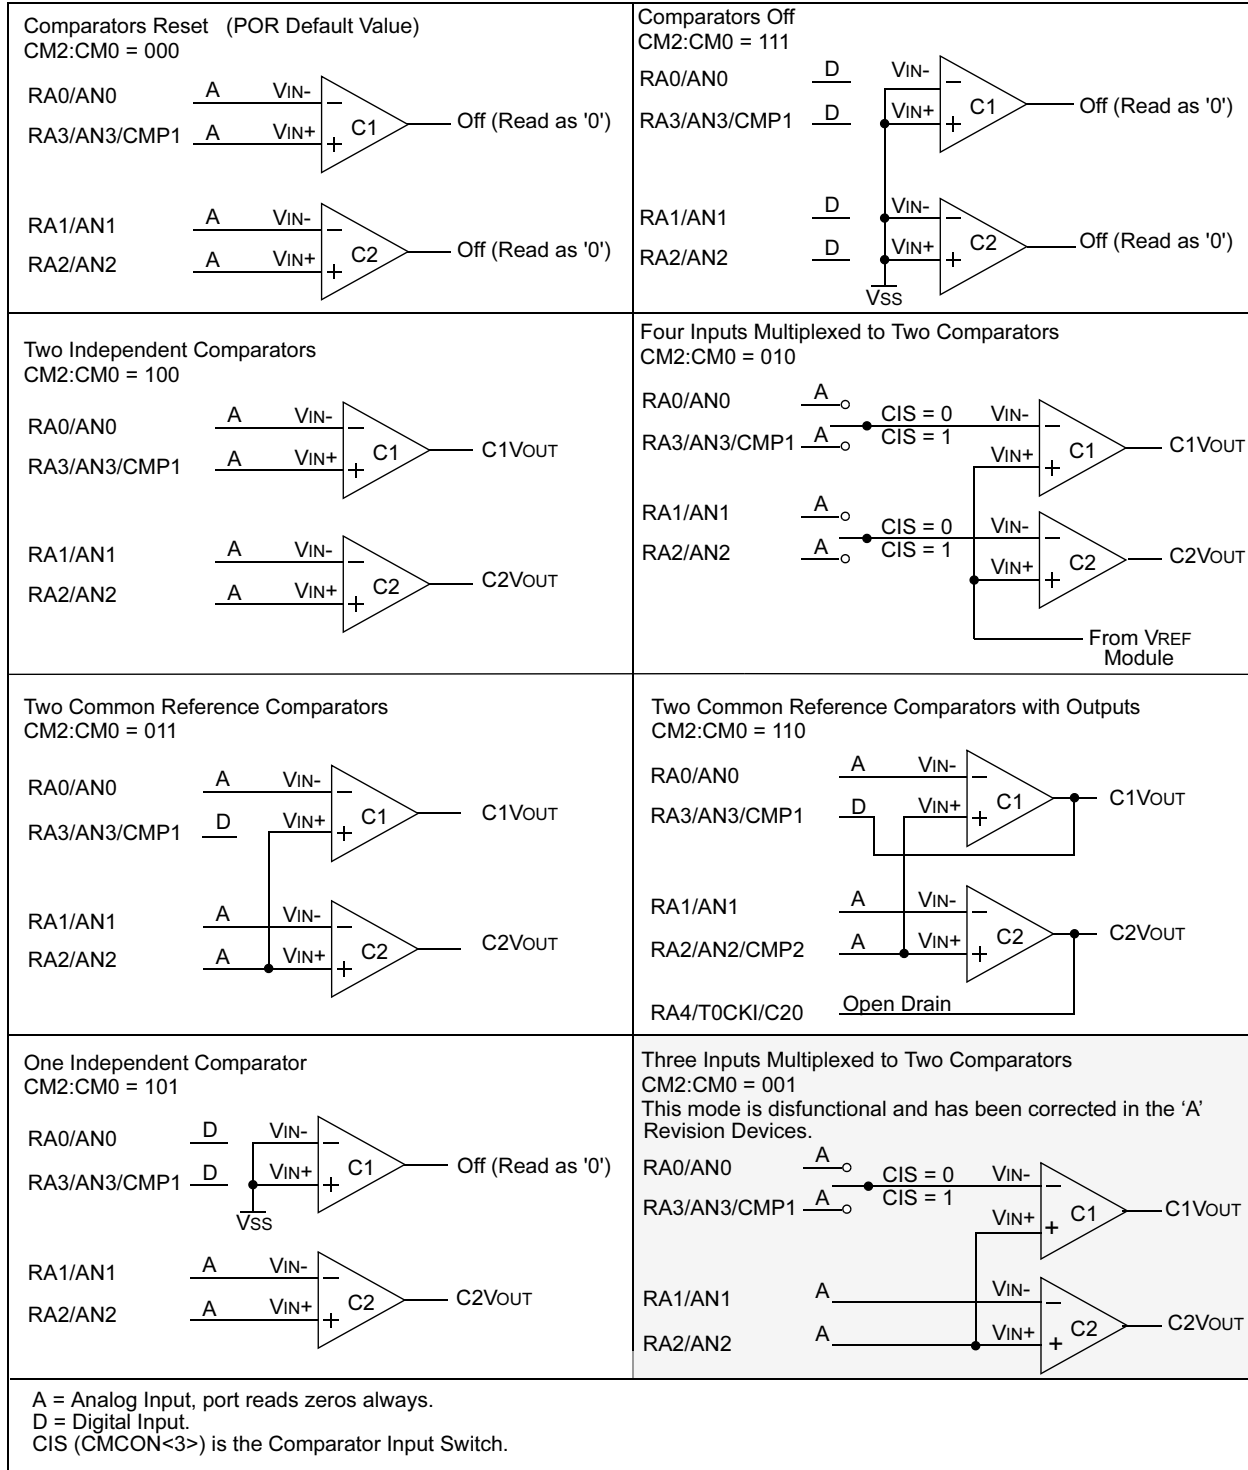 Comparators Reset (POR Default Value)
CM2:CM0 = 000
RA0/AN0 A VIN- −
RA3/AN3/CMP1 A VIN+ + C1 Off (Read as '0')
RA1/AN1 A VIN- −
RA2/AN2 A VIN+ + C2 Off (Read as '0')
Comparators Off
CM2:CM0 = 111
RA0/AN0 D VIN- −
RA3/AN3/CMP1 D VIN+ + C1 Off (Read as '0')
RA1/AN1 D VIN- −
RA2/AN2 D VIN+ + C2 Off (Read as '0')
VSS
Two Independent Comparators
CM2:CM0 = 100
RA0/AN0 A VIN- −
RA3/AN3/CMP1 A VIN+ + C1 C1VOUT
RA1/AN1 A VIN- −
RA2/AN2 A VIN+ + C2 C2VOUT
Four Inputs Multiplexed to Two Comparators
CM2:CM0 = 010
RA0/AN0 A CIS = 0 VIN- −
RA3/AN3/CMP1 A CIS = 1 VIN+ + C1 C1VOUT
RA1/AN1 A CIS = 0 VIN- −
RA2/AN2 A CIS = 1 VIN+ + C2 C2VOUT
From VREF
Module
Two Common Reference Comparators
CM2:CM0 = 011
RA0/AN0 A VIN- −
RA3/AN3/CMP1 D VIN+ + C1 C1VOUT
RA1/AN1 A VIN- −
RA2/AN2 A VIN+ + C2 C2VOUT
Two Common Reference Comparators with Outputs
CM2:CM0 = 110
RA0/AN0 A VIN- −
RA3/AN3/CMP1 D VIN+ + C1 C1VOUT
RA1/AN1 A VIN- −
RA2/AN2/CMP2 A VIN+ + C2 C2VOUT
RA4/T0CKI/C20 Open Drain
One Independent Comparator
CM2:CM0 = 101
RA0/AN0 D VIN- −
RA3/AN3/CMP1 D VIN+ + C1 Off (Read as '0')
VSS
RA1/AN1 A VIN- −
RA2/AN2 A VIN+ + C2 C2VOUT
Three Inputs Multiplexed to Two Comparators
CM2:CM0 = 001
This mode is disfunctional and has been corrected in the ‘A’
Revision Devices.
RA0/AN0 A CIS = 0 VIN- −
RA3/AN3/CMP1 A CIS = 1 VIN+ + C1 C1VOUT
RA1/AN1 A VIN- −
RA2/AN2 A VIN+ + C2 C2VOUT
A = Analog Input, port reads zeros always.
D = Digital Input.
CIS (CMCON<3>) is the Comparator Input Switch.